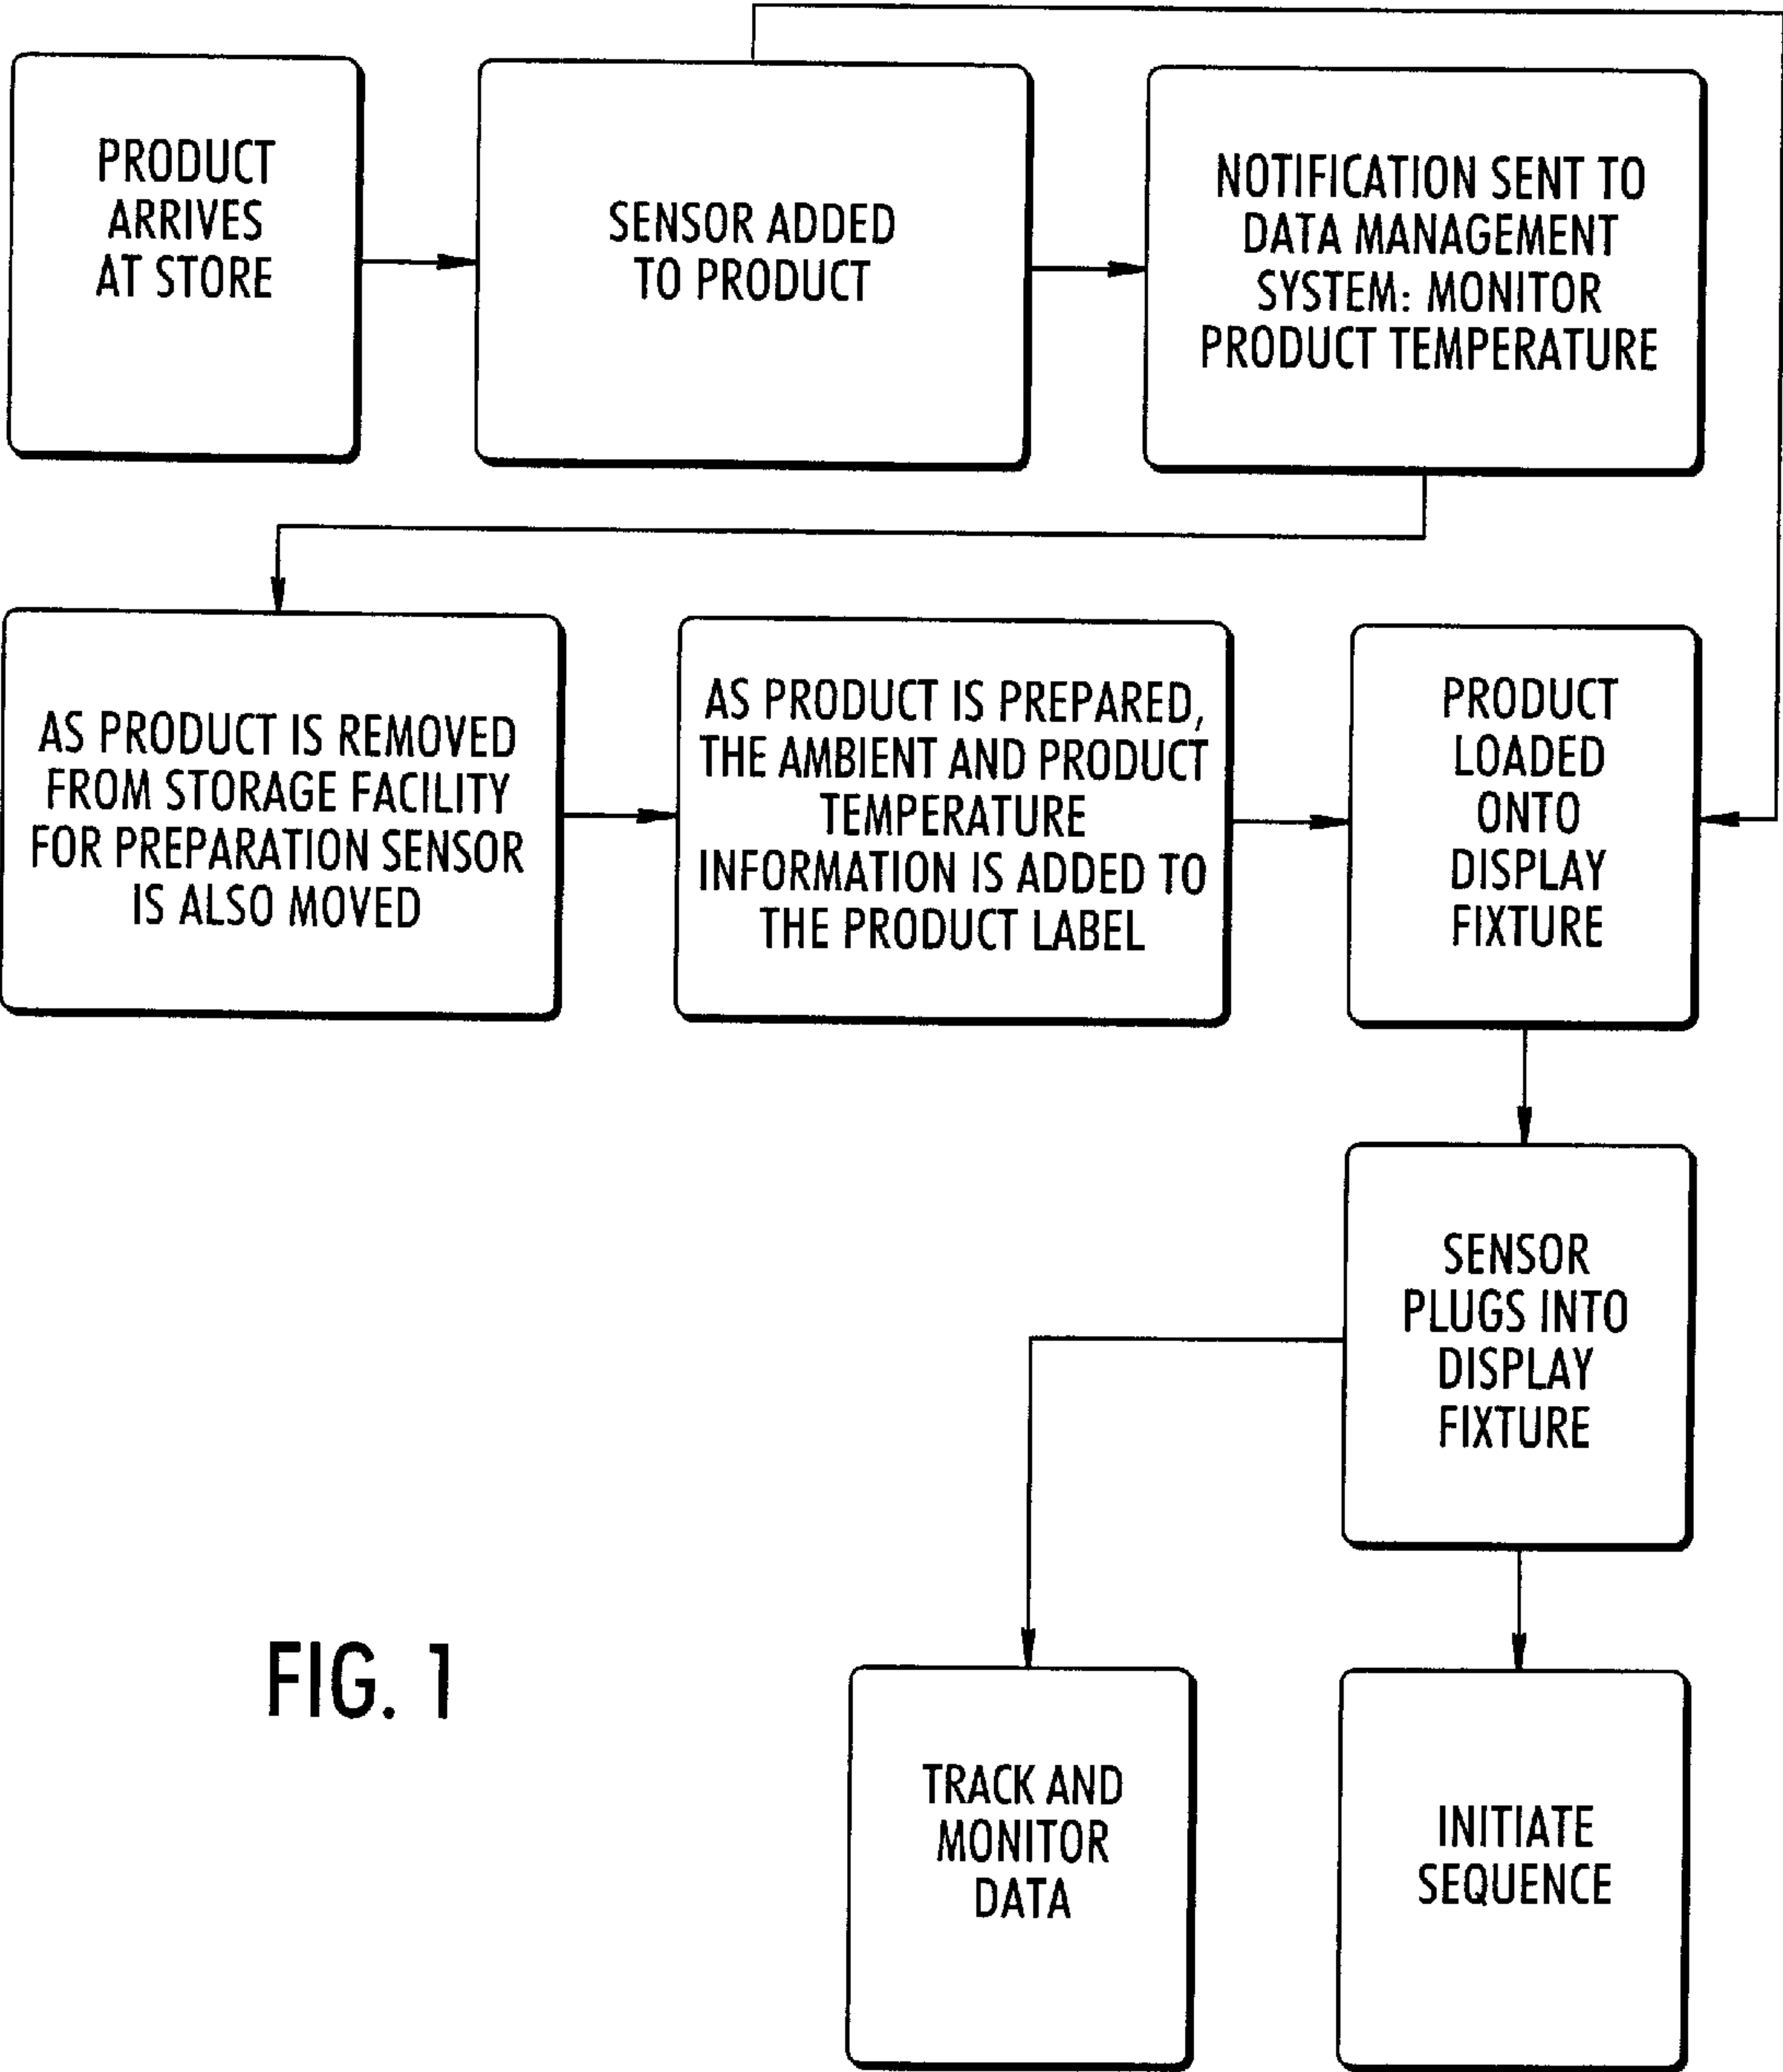 PRODUCT
ARRIVES
AT STORE
SENSOR ADDED
TO PRODUCT
NOTIFICATION SENT TO
DATA MANAGEMENT
SYSTEM: MONITOR
PRODUCT TEMPERATURE
AS PRODUCT IS REMOVED
FROM STORAGE FACILITY
FOR PREPARATION SENSOR
IS ALSO MOVED
AS PRODUCT IS PREPARED,
THE AMBIENT AND PRODUCT
TEMPERATURE
INFORMATION IS ADDED TO
THE PRODUCT LABEL
PRODUCT
LOADED
ONTO
DISPLAY
FIXTURE
SENSOR
PLUGS INTO
DISPLAY
FIXTURE
TRACK AND
MONITOR
DATA
INITIATE
SEQUENCE
FIG. 1